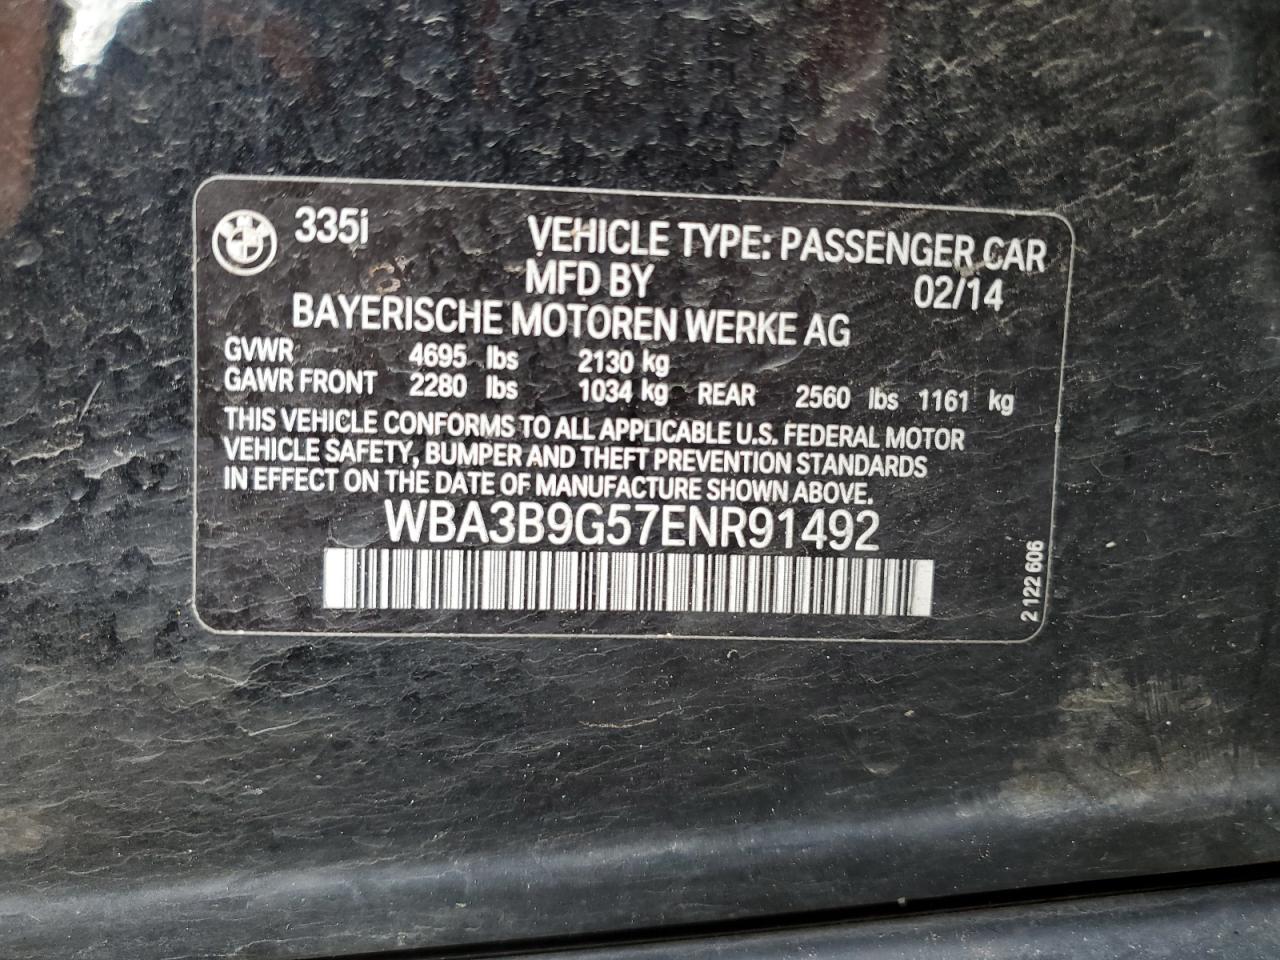 335i VEHICLE TYPE: PASSENGER CAR
MFD BY 02/14
BAYERISCHE MOTOREN WERKE AG
GVWR 4695 lbs 2130 kg
GAWR FRONT 2280 lbs 1034 kg REAR 2560 lbs 1161 kg
THIS VEHICLE CONFORMS TO ALL APPLICABLE U.S. FEDERAL MOTOR
VEHICLE SAFETY, BUMPER AND THEFT PREVENTION STANDARDS
IN EFFECT ON THE DATE OF MANUFACTURE SHOWN ABOVE.
WBA3B9G57ENR91492
2 122 606